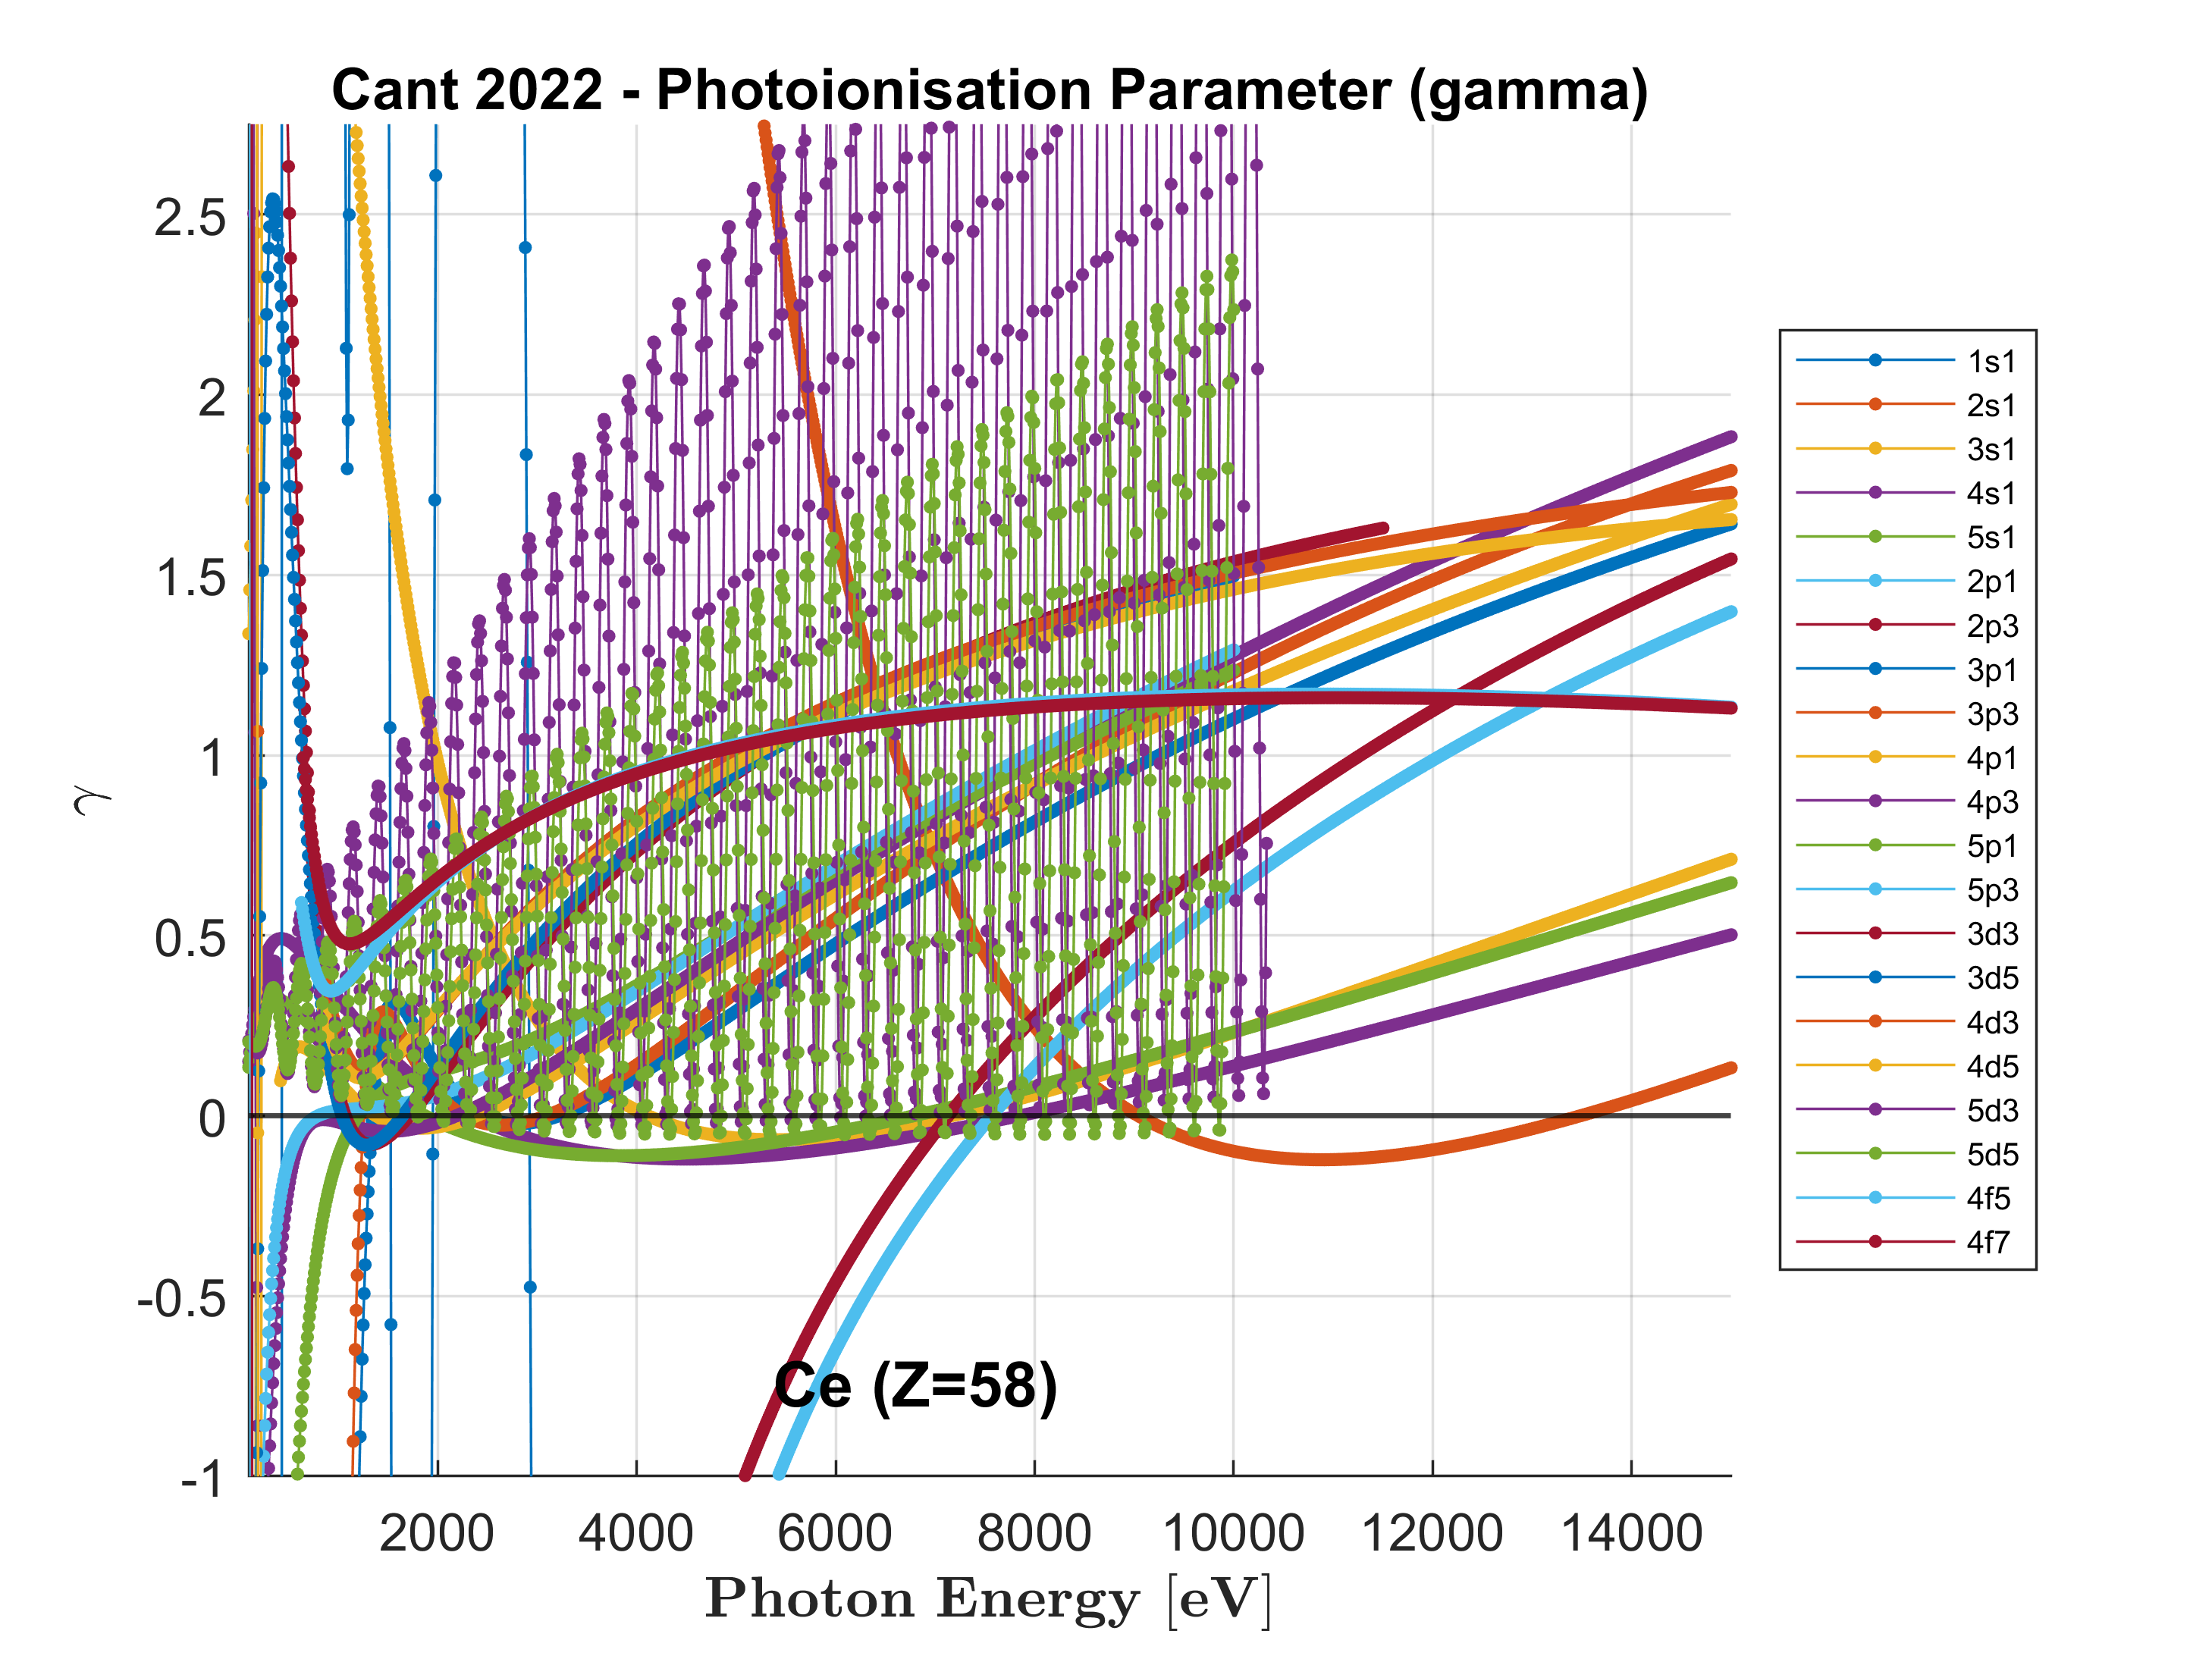 Cant 2022 - Photoionisation Parameter (gamma)
2.5
2
1.5
1
0.5
0
-0.5
-1
γ
Ce (Z=58)
2000 4000 6000 8000 10000 12000 14000
Photon Energy [eV]
1s1
2s1
3s1
4s1
5s1
2p1
2p3
3p1
3p3
4p1
4p3
5p1
5p3
3d3
3d5
4d3
4d5
5d3
5d5
4f5
4f7